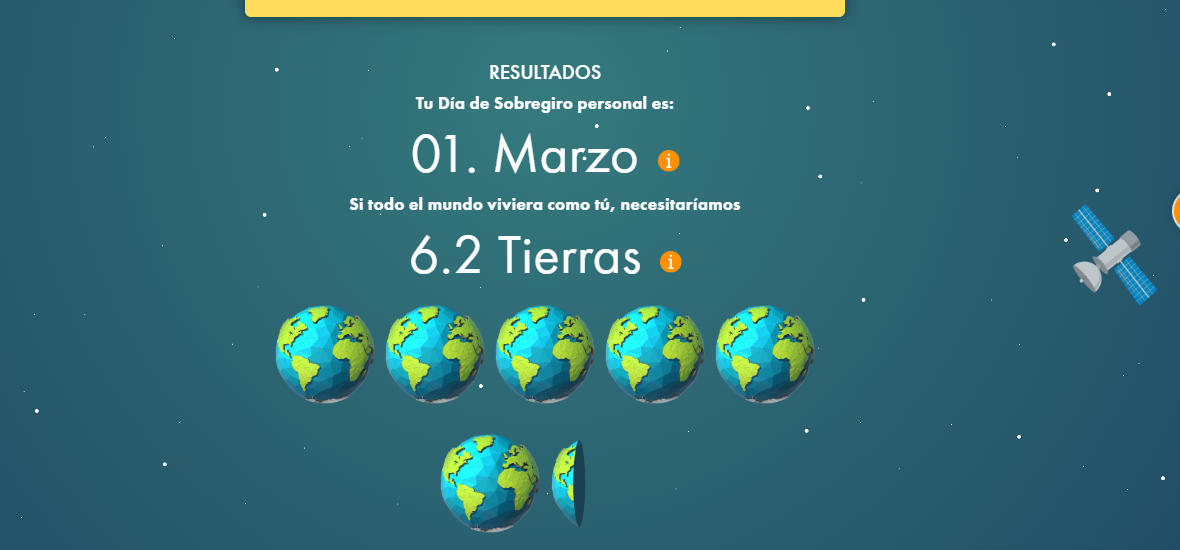 RESULTADOS
Tu Día de Sobregiro personal es:
01. Marzo i
Si todo el mundo viviera como tú, necesitaríamos
6.2 Tierras i